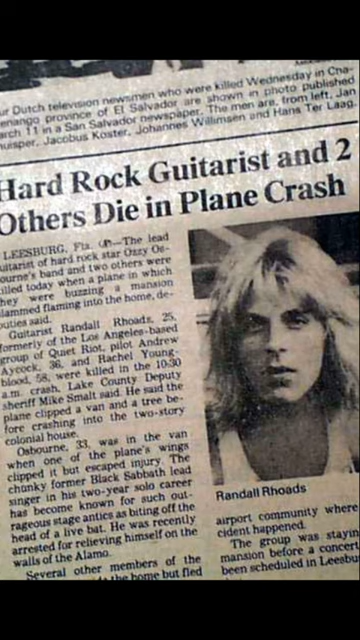 ur Dutch television newsmen who were killed Wednesday in Cha-
enango province of El Salvador are shown in photo published
arch 11 in a San Salvador newspaper. The men are, from left, Jan
uisper, Jacobus Koster, Johannes Willimsen and Hans Ter Laag.
Hard Rock Guitarist and 2
Others Die in Plane Crash
LEESBURG, Fla. (AP)—The lead
uitarist of hard rock star Ozzy Os-
ourne's band and two others were
illed today when a plane in which
hey were buzzing a mansion
slammed flaming into the home, de-
puties said.
Guitarist Randall Rhoads, 25,
formerly of the Los Angeles-based
group of Quiet Riot, pilot Andrew
Aycock, 36, and Rachel Young-
blood, 58, were killed in the 10:30
a.m. crash, Lake County Deputy
sheriff Mike Smalt said. He said the
plane clipped a van and a tree be-
fore crashing into the two-story
colonial house.
Osbourne, 33, was in the van
when one of the plane's wings
clipped it but escaped injury. The
chunky former Black Sabbath lead
singer in his two-year solo career
has become known for such out-
rageous stage antics as biting off the
head of a live bat. He was recently
arrested for relieving himself on the
walls of the Alamo.
Several other members of the
the home but fled
Randall Rhoads
airport community where
cident happened.
The group was stayin
mansion before a concert
been scheduled in Leesbu